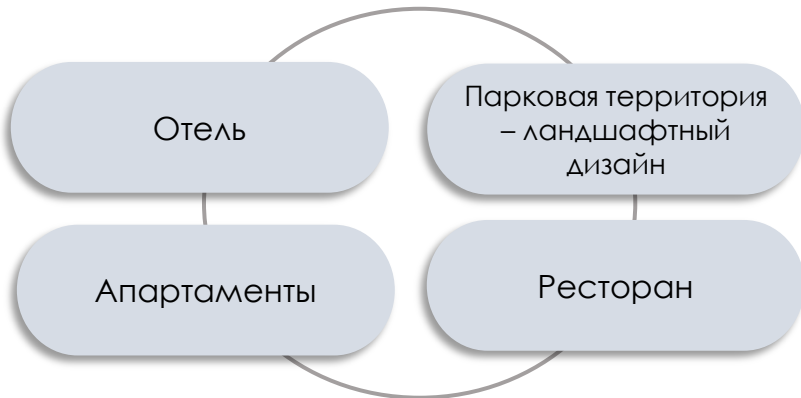 Отель
Парковая территория
– ландшафтный
дизайн
Апартаменты
Ресторан